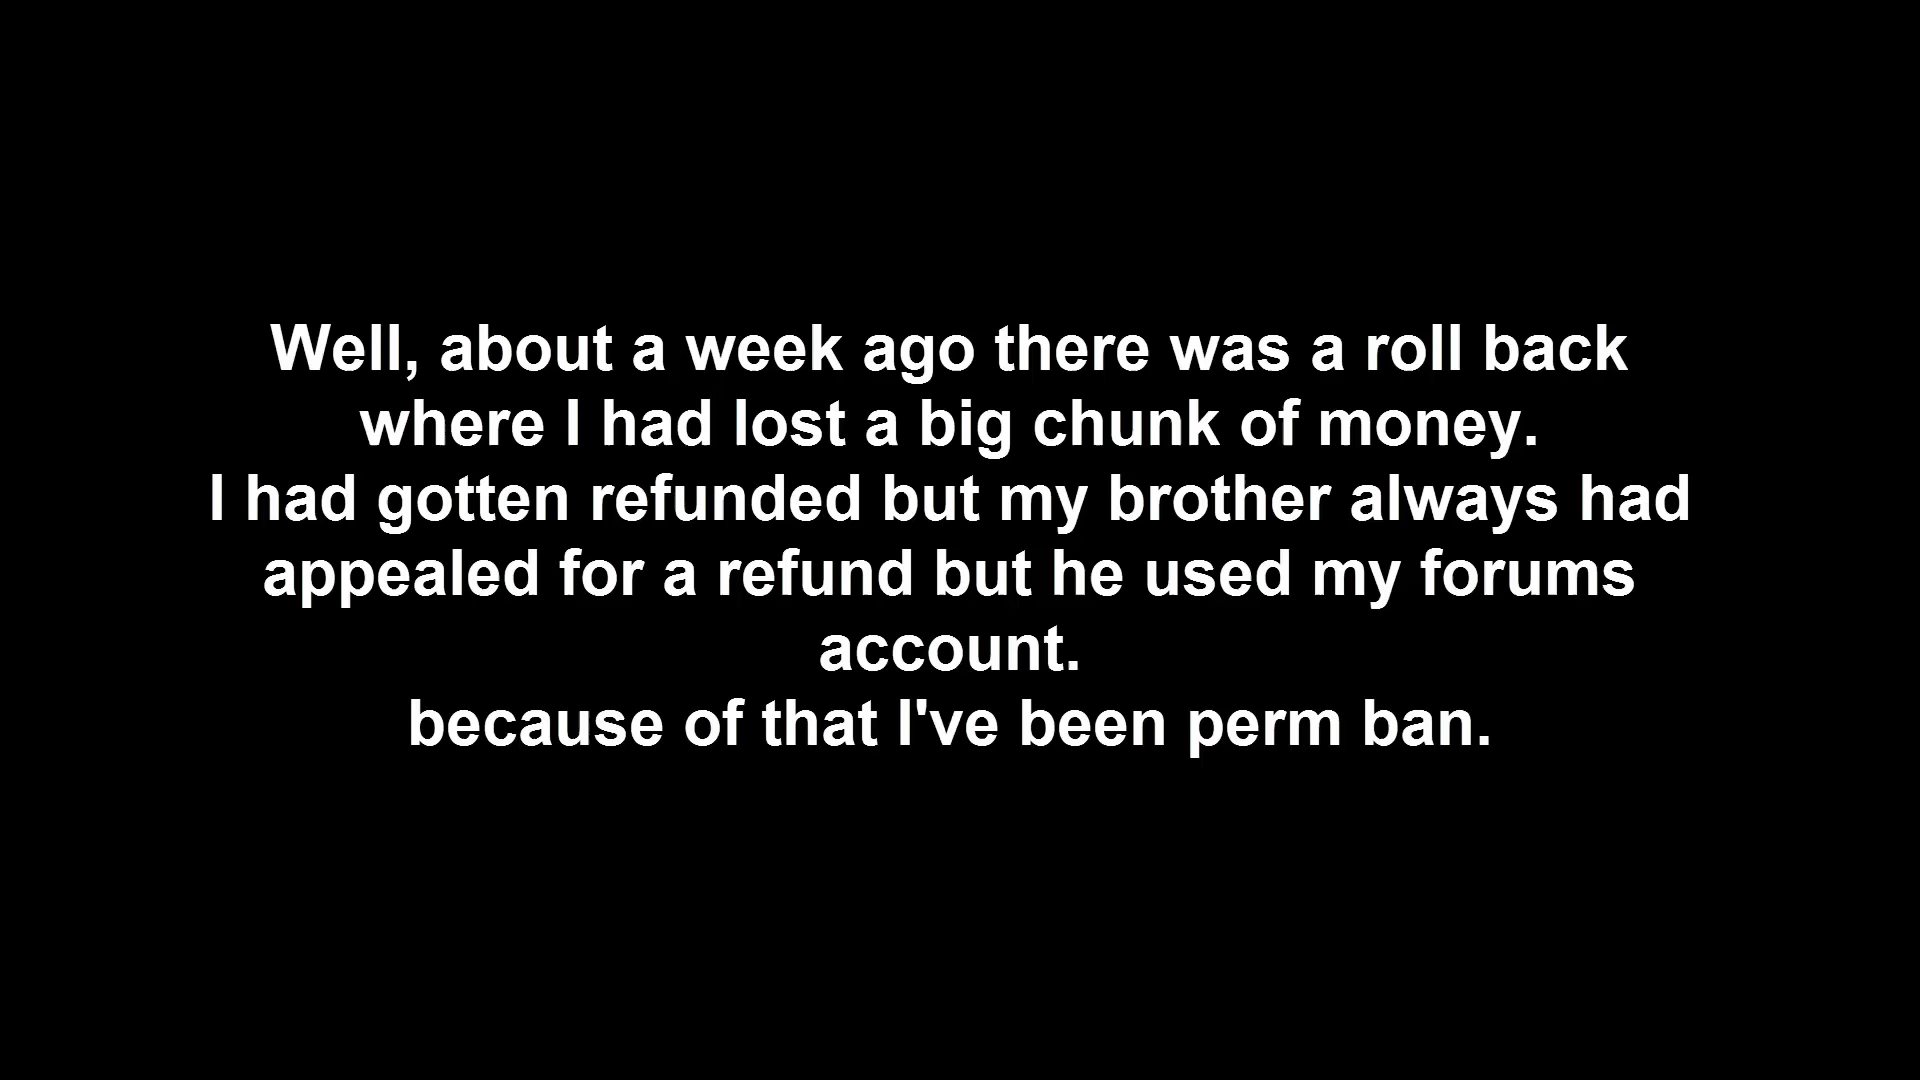 Well, about a week ago there was a roll back
where I had lost a big chunk of money.
I had gotten refunded but my brother always had
appealed for a refund but he used my forums
account.
because of that I've been perm ban.